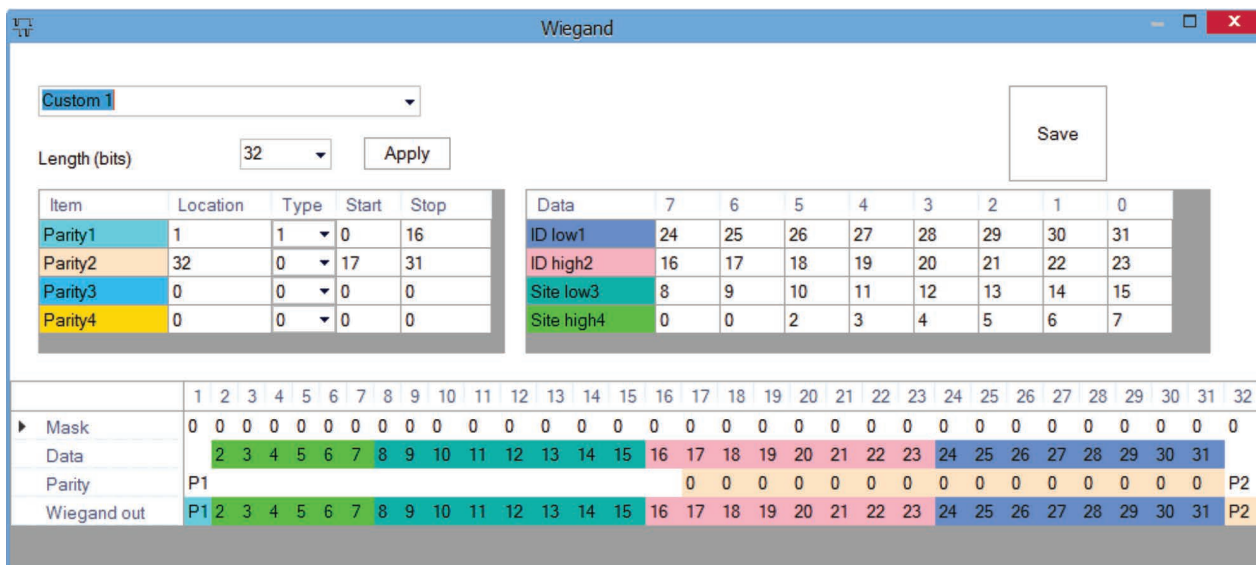 Wiegand
Custom 1
Save
Length (bits) 32 Apply
Item Location Type Start Stop
Parity1 1 1 0 16
Parity2 32 0 17 31
Parity3 0 0 0 0
Parity4 0 0 0 0
Data 7 6 5 4 3 2 1 0
ID low1 24 25 26 27 28 29 30 31
ID high2 16 17 18 19 20 21 22 23
Site low3 8 9 10 11 12 13 14 15
Site high4 0 0 2 3 4 5 6 7
1 2 3 4 5 6 7 8 9 10 11 12 13 14 15 16 17 18 19 20 21 22 23 24 25 26 27 28 29 30 31 32
Mask 0 0 0 0 0 0 0 0 0 0 0 0 0 0 0 0 0 0 0 0 0 0 0 0 0 0 0 0 0 0 0 0
Data 2 3 4 5 6 7 8 9 10 11 12 13 14 15 16 17 18 19 20 21 22 23 24 25 26 27 28 29 30 31
Parity P1 0 0 0 0 0 0 0 0 0 0 0 0 0 0 0 P2
Wiegand out P1 2 3 4 5 6 7 8 9 10 11 12 13 14 15 16 17 18 19 20 21 22 23 24 25 26 27 28 29 30 31 P2